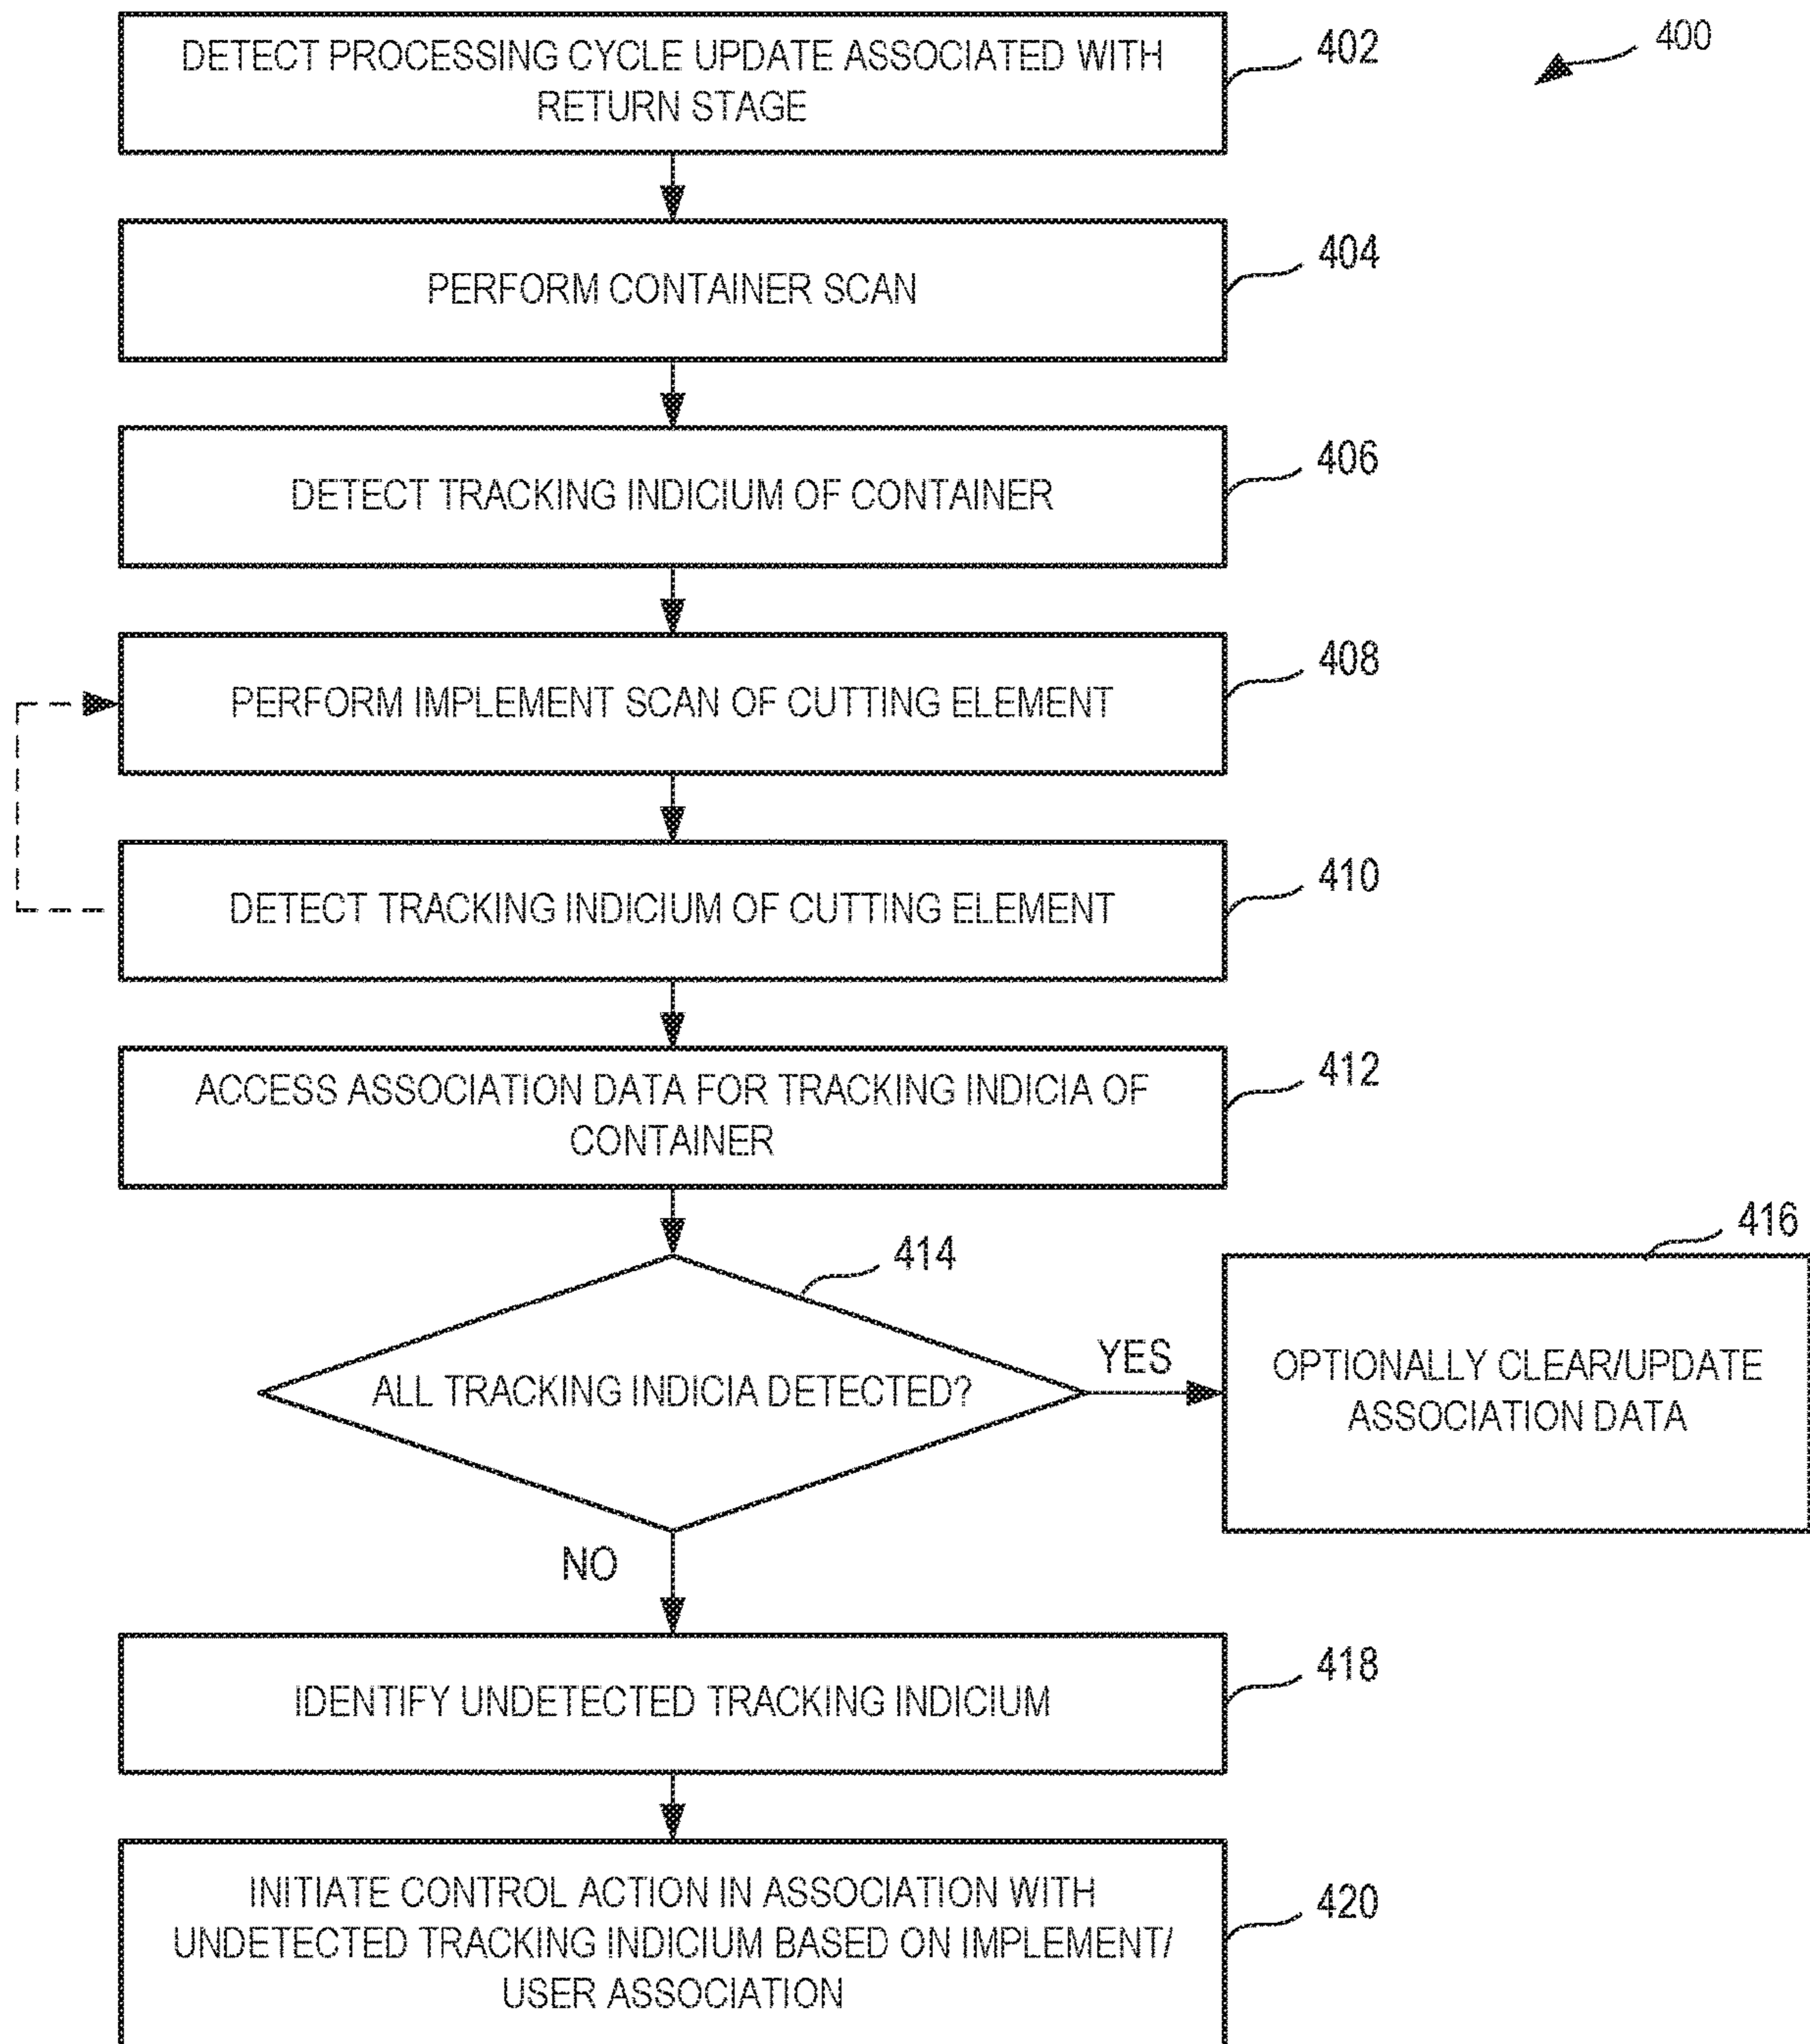 DETECT PROCESSING CYCLE UPDATE ASSOCIATED WITH
RETURN STAGE
402
400
PERFORM CONTAINER SCAN
404
DETECT TRACKING INDICIUM OF CONTAINER
406
PERFORM IMPLEMENT SCAN OF CUTTING ELEMENT
408
DETECT TRACKING INDICIUM OF CUTTING ELEMENT
410
ACCESS ASSOCIATION DATA FOR TRACKING INDICIA OF
CONTAINER
412
414
ALL TRACKING INDICIA DETECTED?
YES
416
OPTIONALLY CLEAR/UPDATE
ASSOCIATION DATA
NO
IDENTIFY UNDETECTED TRACKING INDICIUM
418
INITIATE CONTROL ACTION IN ASSOCIATION WITH
UNDETECTED TRACKING INDICIUM BASED ON IMPLEMENT/
USER ASSOCIATION
420